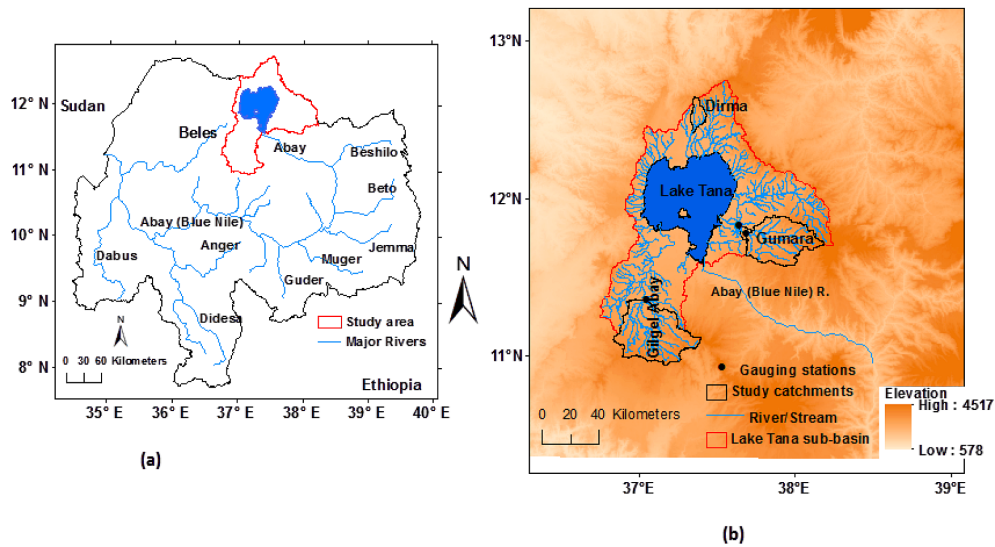 12° N
11° N
10° N
9° N
8° N
Sudan
Beles
Abay
Beshilo
Beto
Abay (Blue Nile)
Anger
Jemma
Dabus
Muger
Guder
Didesa
N
0 30 60 Kilometers
Study area
Major Rivers
Ethiopia
35° E
36° E
37° E
38° E
39° E
40° E
(a)
N
13°N
12°N
11°N
Dirma
Lake Tana
Gumara
Abay (Blue Nile) R.
Gilgel Abay
Gauging stations
Study catchments
River/Stream
Lake Tana sub-basin
0 20 40 Kilometers
Elevation
High : 4517
Low : 578
37°E
38°E
39°E
(b)